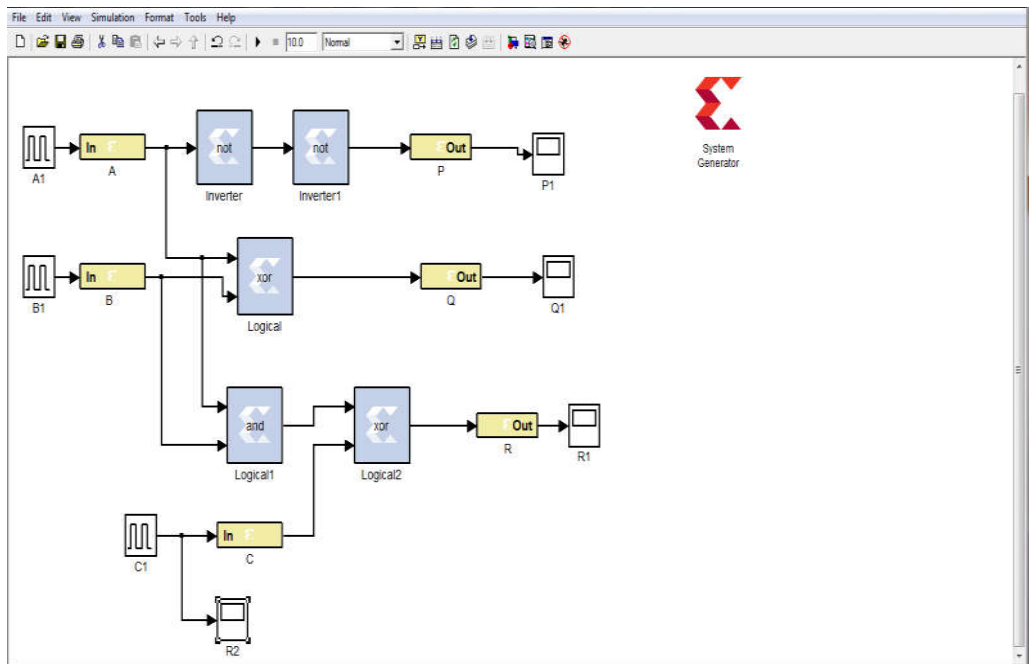 File Edit View Simulation Format Tools Help
10.0 Normal
System
Generator
A1
In
A
not
Inverter
not
Inverter1
Out
P
P1
B1
In
B
xor
Logical
Out
Q
Q1
and
Logical1
xor
Logical2
Out
R
R1
C1
In
C
R2